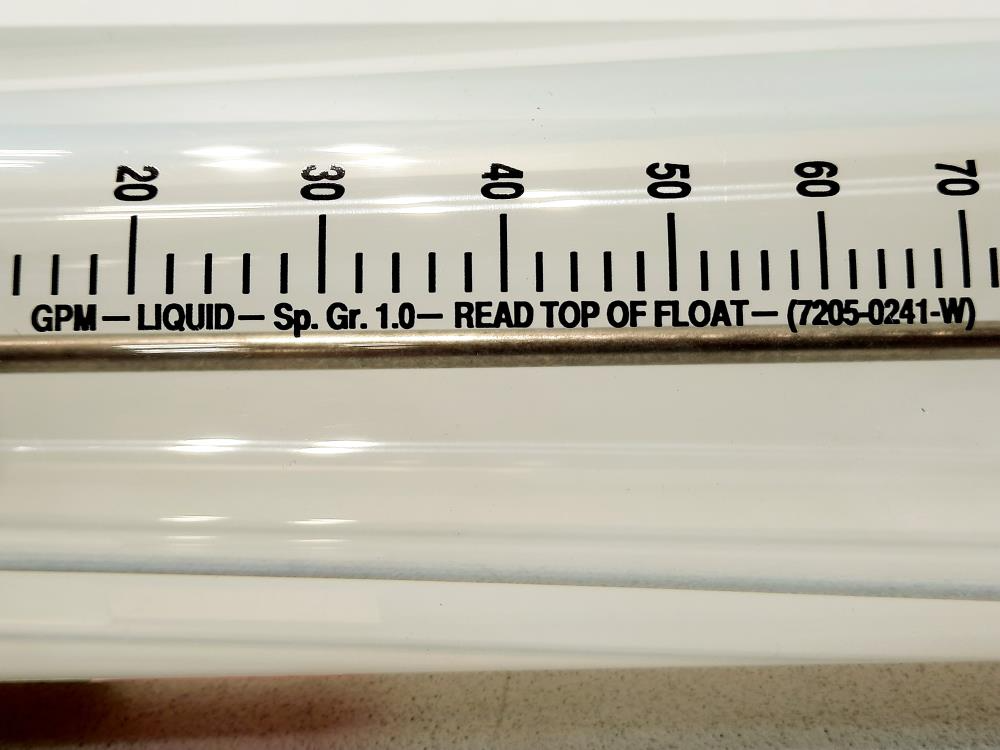 20 30 40 50 60 70
GPM — LIQUID — Sp. Gr. 1.0 — READ TOP OF FLOAT — (7205-0241-W)